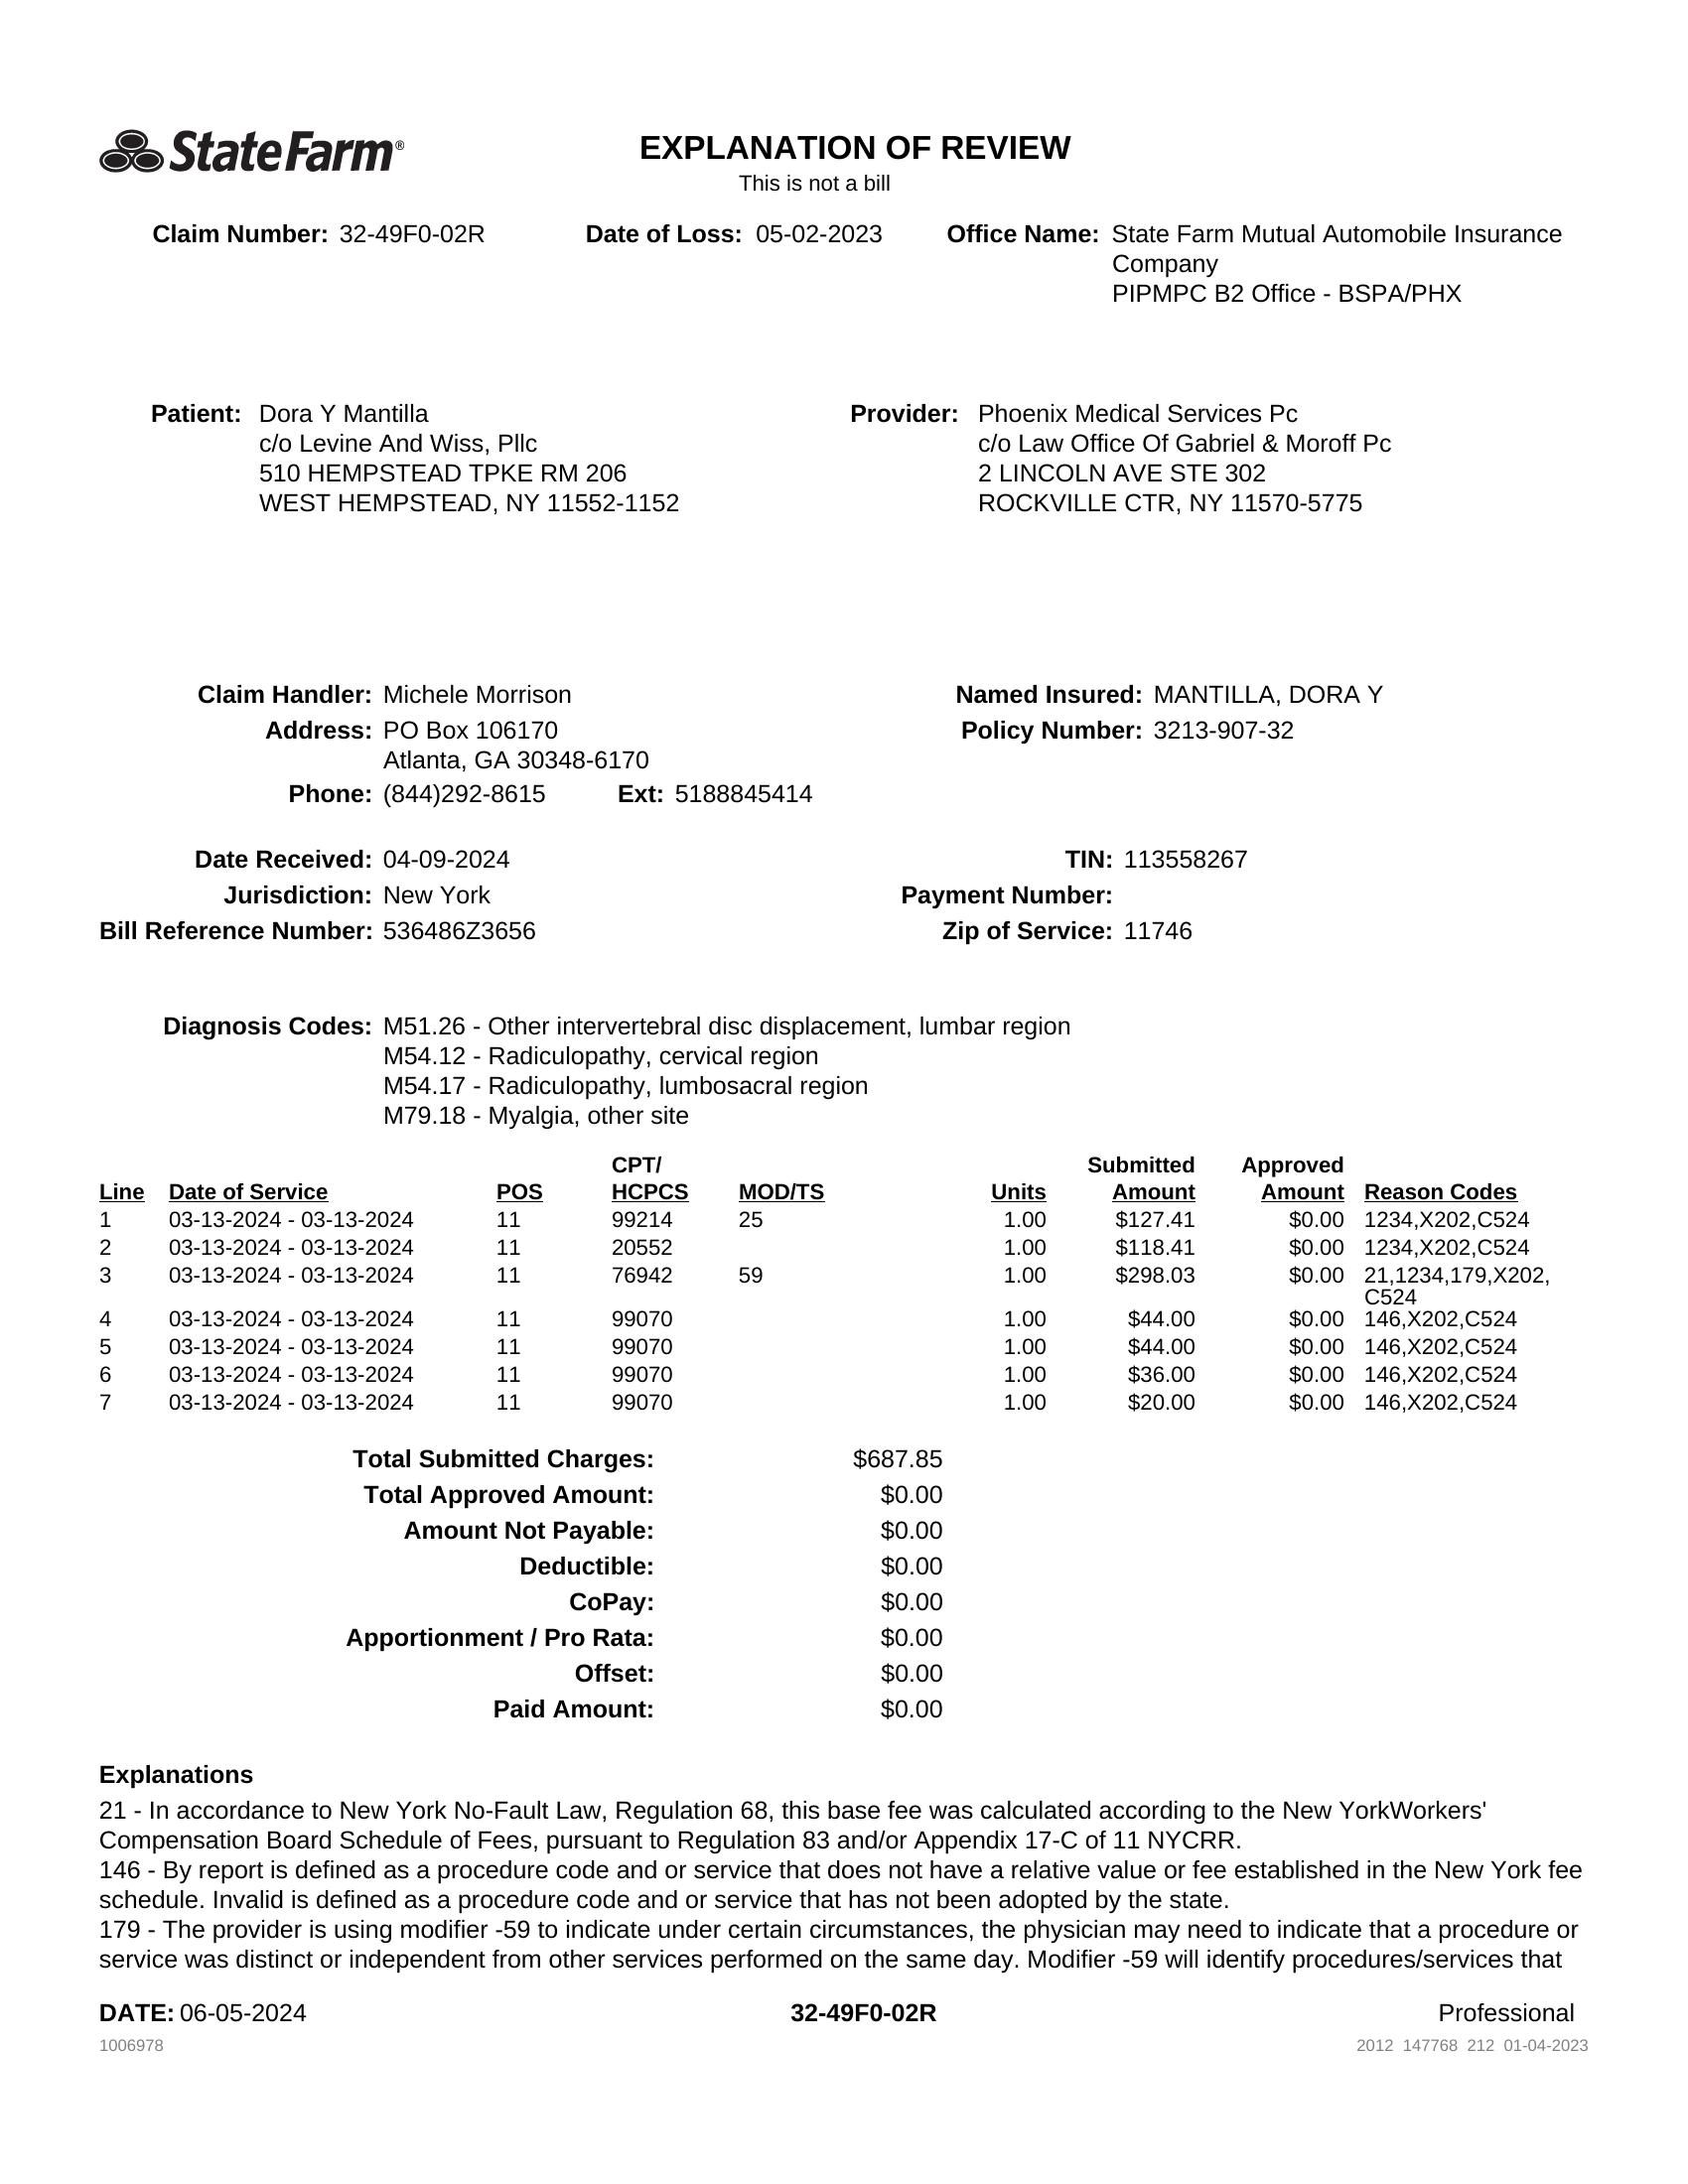 StateFarm®
EXPLANATION OF REVIEW
This is not a bill
Claim Number: 32-49F0-02R
Date of Loss: 05-02-2023
Office Name: State Farm Mutual Automobile Insurance
Company
PIPMPC B2 Office - BSPA/PHX
Patient: Dora Y Mantilla
c/o Levine And Wiss, Pllc
510 HEMPSTEAD TPKE RM 206
WEST HEMPSTEAD, NY 11552-1152
Provider: Phoenix Medical Services Pc
c/o Law Office Of Gabriel & Moroff Pc
2 LINCOLN AVE STE 302
ROCKVILLE CTR, NY 11570-5775
Claim Handler: Michele Morrison
Address: PO Box 106170
Atlanta, GA 30348-6170
Phone: (844)292-8615 Ext: 5188845414
Named Insured: MANTILLA, DORA Y
Policy Number: 3213-907-32
Date Received: 04-09-2024
Jurisdiction: New York
Bill Reference Number: 536486Z3656
TIN: 113558267
Payment Number:
Zip of Service: 11746
Diagnosis Codes: M51.26 - Other intervertebral disc displacement, lumbar region
M54.12 - Radiculopathy, cervical region
M54.17 - Radiculopathy, lumbosacral region
M79.18 - Myalgia, other site
CPT/ Submitted Approved
Line Date of Service POS HCPCS MOD/TS Units Amount Amount Reason Codes
1 03-13-2024 - 03-13-2024 11 99214 25 1.00 $127.41 $0.00 1234,X202,C524
2 03-13-2024 - 03-13-2024 11 20552 1.00 $118.41 $0.00 1234,X202,C524
3 03-13-2024 - 03-13-2024 11 76942 59 1.00 $298.03 $0.00 21,1234,179,X202,
C524
4 03-13-2024 - 03-13-2024 11 99070 1.00 $44.00 $0.00 146,X202,C524
5 03-13-2024 - 03-13-2024 11 99070 1.00 $44.00 $0.00 146,X202,C524
6 03-13-2024 - 03-13-2024 11 99070 1.00 $36.00 $0.00 146,X202,C524
7 03-13-2024 - 03-13-2024 11 99070 1.00 $20.00 $0.00 146,X202,C524
Total Submitted Charges: $687.85
Total Approved Amount: $0.00
Amount Not Payable: $0.00
Deductible: $0.00
CoPay: $0.00
Apportionment / Pro Rata: $0.00
Offset: $0.00
Paid Amount: $0.00
Explanations
21 - In accordance to New York No-Fault Law, Regulation 68, this base fee was calculated according to the New YorkWorkers'
Compensation Board Schedule of Fees, pursuant to Regulation 83 and/or Appendix 17-C of 11 NYCRR.
146 - By report is defined as a procedure code and or service that does not have a relative value or fee established in the New York fee
schedule. Invalid is defined as a procedure code and or service that has not been adopted by the state.
179 - The provider is using modifier -59 to indicate under certain circumstances, the physician may need to indicate that a procedure or
service was distinct or independent from other services performed on the same day. Modifier -59 will identify procedures/services that
DATE: 06-05-2024 32-49F0-02R Professional
1006978 2012 147768 212 01-04-2023